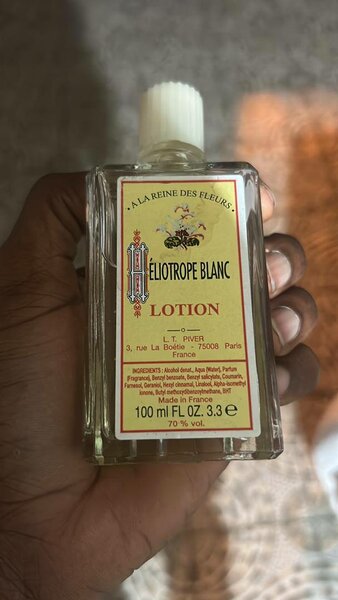 • A LA REINE DES FLEURS •
HÉLIOTROPE BLANC
LOTION
L. T. PIVER
3, rue La Boétie - 75008 Paris
France
INGREDIENTS : Alcohol denat., Aqua (Water), Parfum
(Fragrance), Benzyl benzoate, Benzyl salicylate, Coumarin,
Farnesol, Geraniol, Hexyl cinnamal, Linalool, Alpha-isomethyl
ionone, Butyl methoxydibenzoylmethane, BHT
Made in France
100 ml FL OZ. 3.3 e
70 % vol.